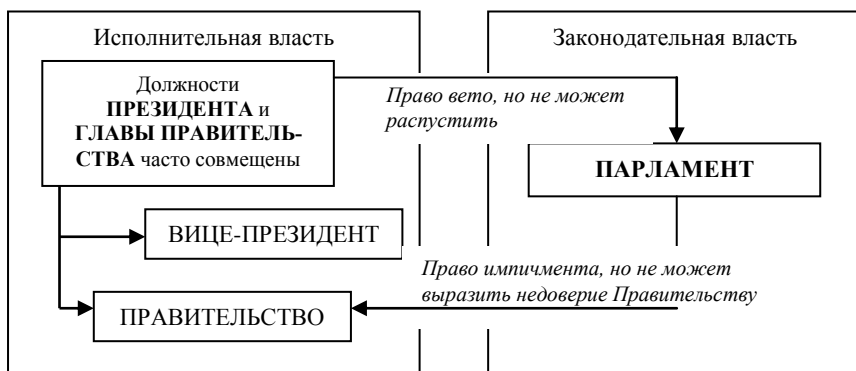 Исполнительная власть
Законодательная власть
Должности
ПРЕЗИДЕНТА и
ГЛАВЫ ПРАВИТЕЛЬ-
СТВА часто совмещены
Право вето, но не может
распустить
ПАРЛАМЕНТ
ВИЦЕ-ПРЕЗИДЕНТ
Право импичмента, но не может
выразить недоверие Правительству
ПРАВИТЕЛЬСТВО